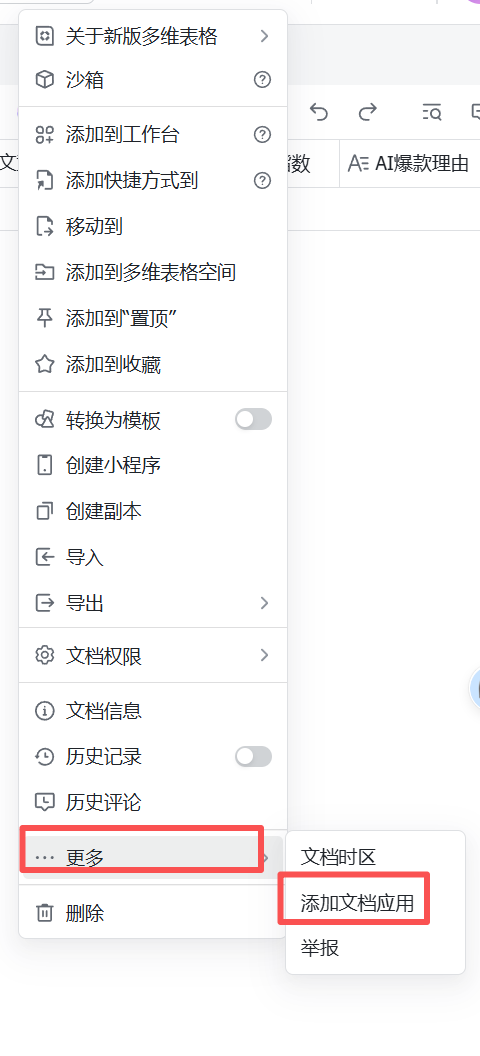 关于新版多维表格
沙箱
添加到工作台
添加快捷方式到
数
AI爆款理由
移动到
添加到多维表格空间
添加到“置顶”
添加到收藏
转换为模板
创建小程序
创建副本
导入
导出
文档权限
文档信息
历史记录
历史评论
更多
文档时区
添加文档应用
删除
举报